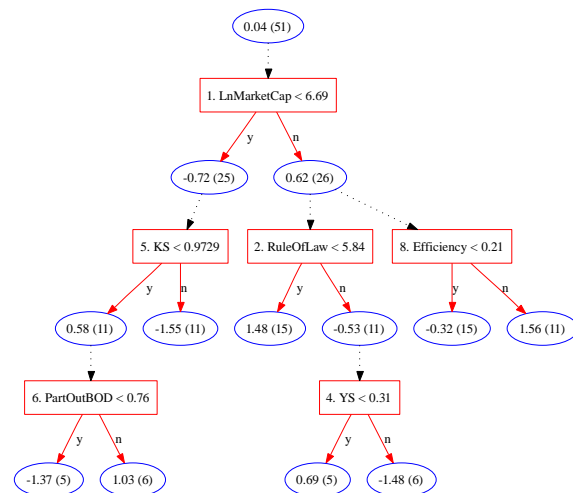 0.04 (51)
1. LnMarketCap < 6.69
y n
-0.72 (25) 0.62 (26)
5. KS < 0.9729 2. RuleOfLaw < 5.84 8. Efficiency < 0.21
y n y n y n
0.58 (11) -1.55 (11) 1.48 (15) -0.53 (11) -0.32 (15) 1.56 (11)
6. PartOutBOD < 0.76 4. YS < 0.31
y n y n
-1.37 (5) 1.03 (6) 0.69 (5) -1.48 (6)